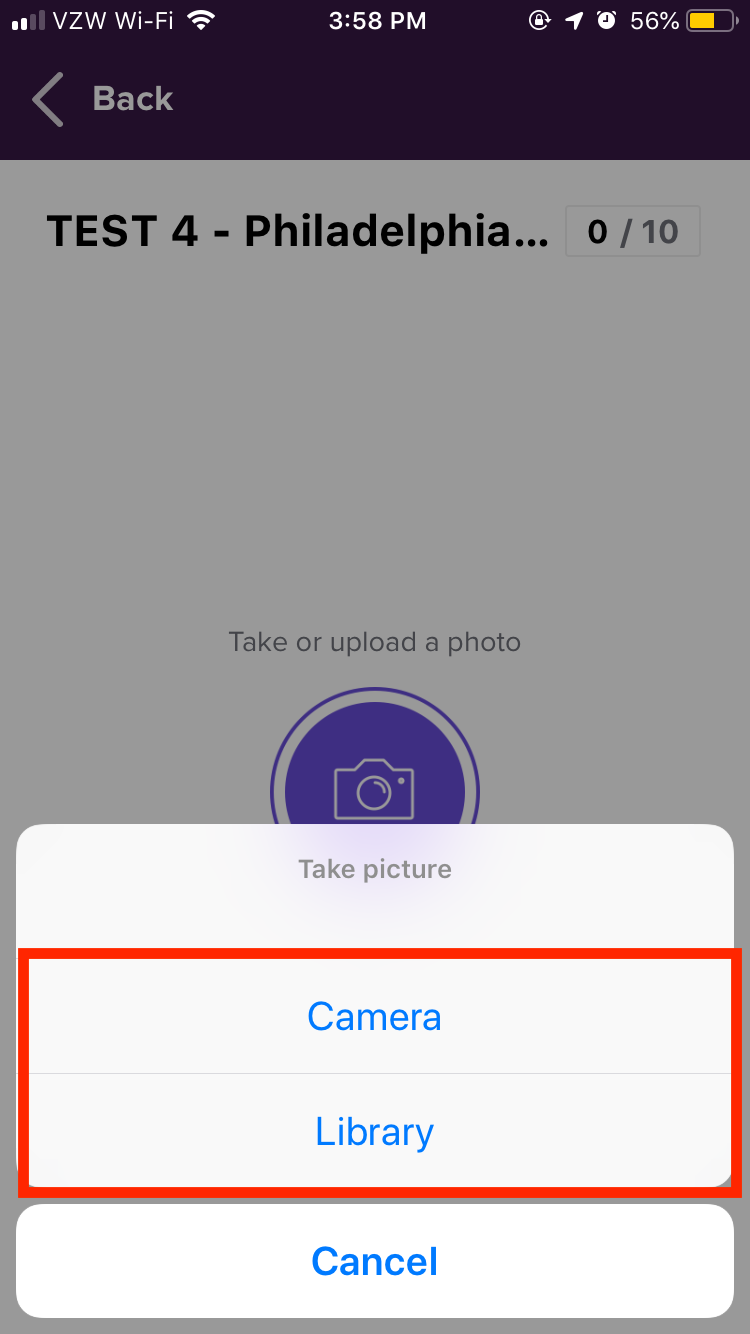 VZW Wi-Fi 3:58 PM 56%
Back
TEST 4 - Philadelphia... 0 / 10
Take or upload a photo
Take picture
Camera
Library
Cancel